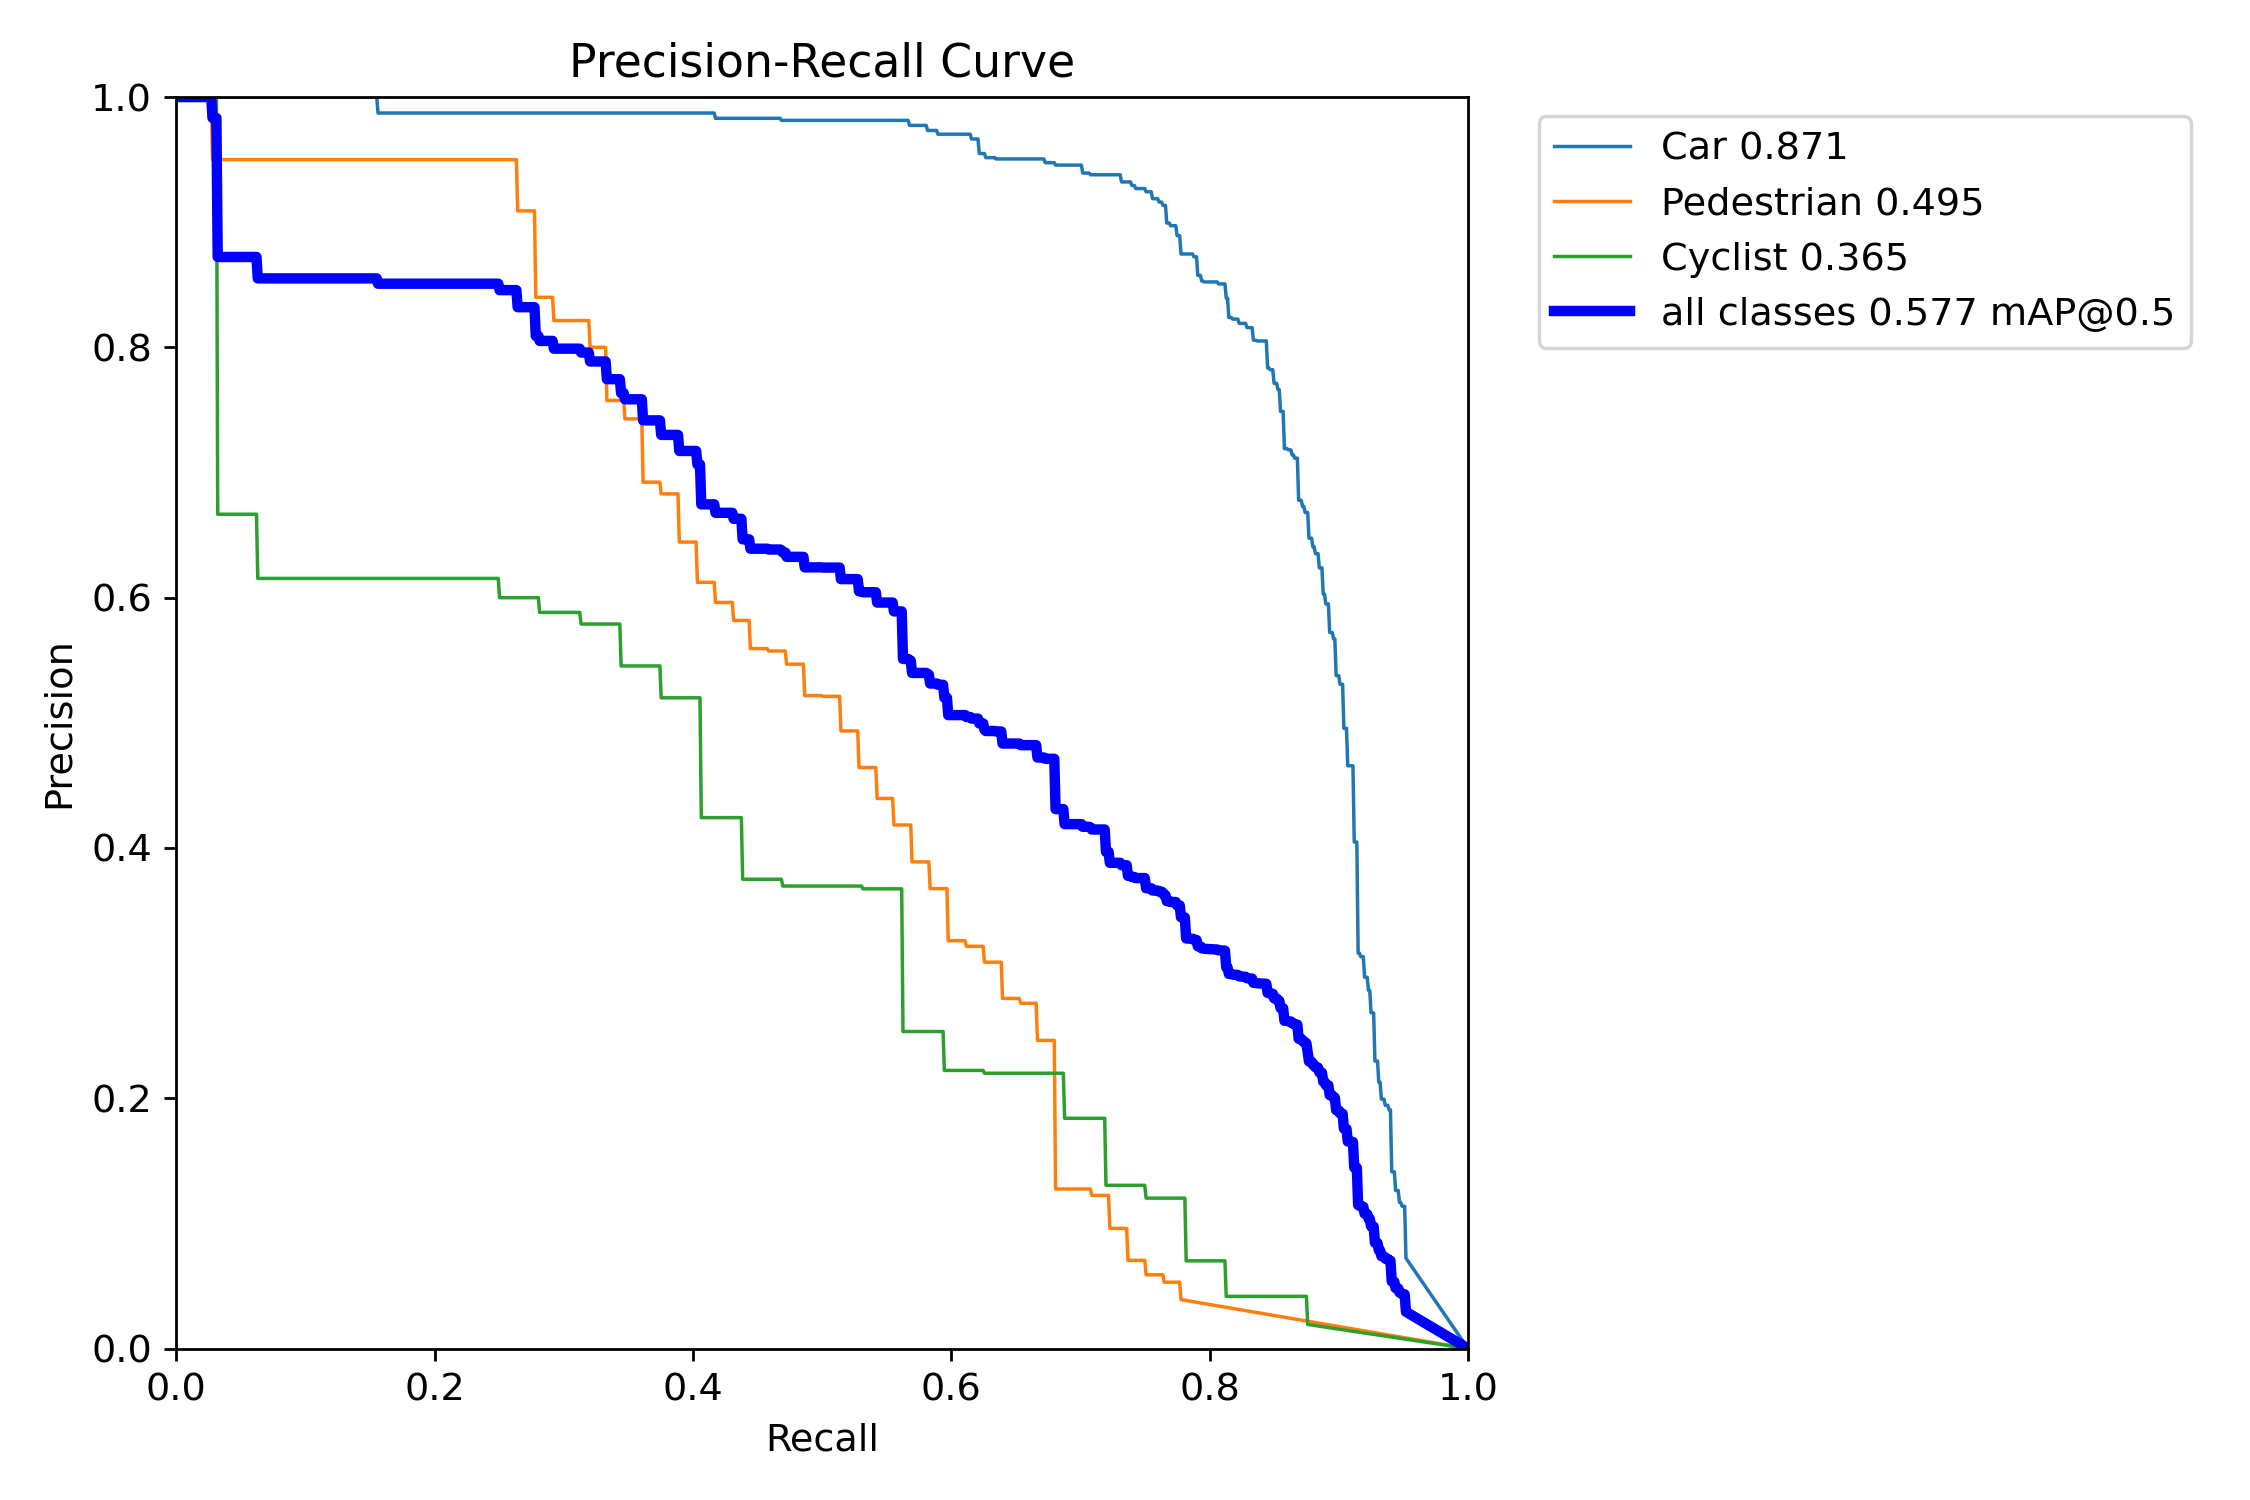 Precision-Recall Curve
1.0
0.8
0.6
0.4
0.2
0.0
Precision
0.0 0.2 0.4 0.6 0.8 1.0
Recall
Car 0.871
Pedestrian 0.495
Cyclist 0.365
all classes 0.577 mAP@0.5